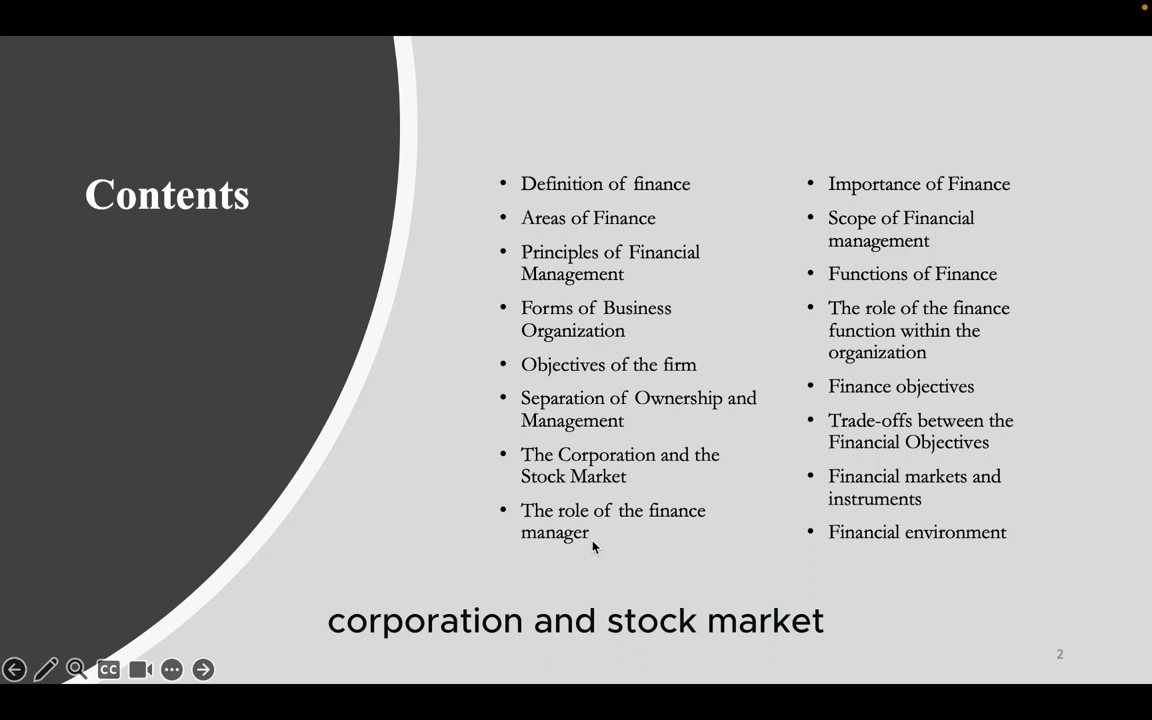 Contents
• Definition of finance
• Areas of Finance
• Principles of Financial
Management
• Forms of Business
Organization
• Objectives of the firm
• Separation of Ownership and
Management
• The Corporation and the
Stock Market
• The role of the finance
manager
• Importance of Finance
• Scope of Financial
management
• Functions of Finance
• The role of the finance
function within the
organization
• Finance objectives
• Trade-offs between the
Financial Objectives
• Financial markets and
instruments
• Financial environment
corporation and stock market
2
CC